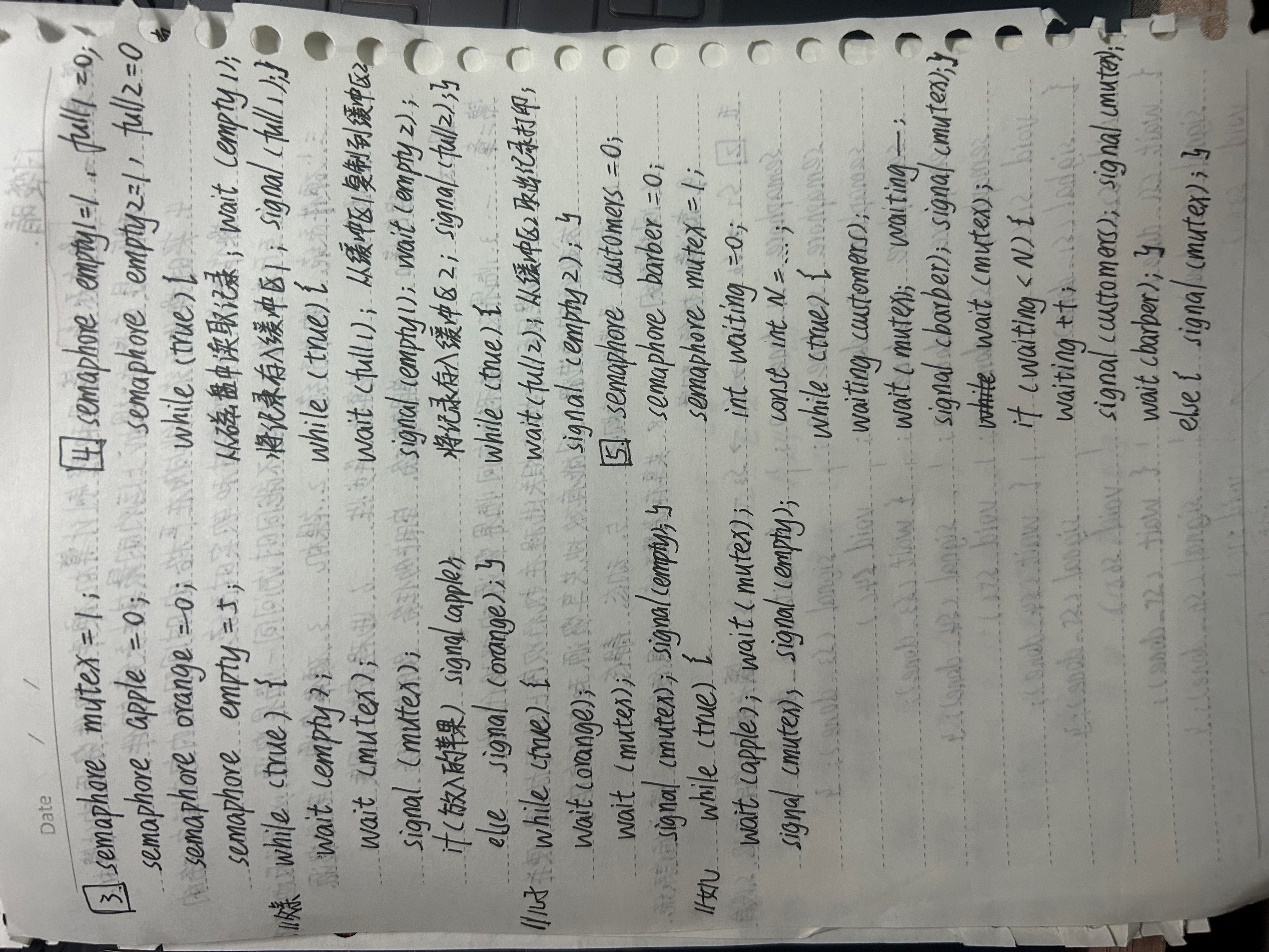 Date / /
3. semaphore mutex = 1;
semaphore apple = 0;
semaphore orange = 0;
semaphore empty = 5;
while (true) {
wait (empty);
wait (mutex);
signal (mutex);
if (放入的苹果) signal (apple);
else signal (orange); }
while (true) {
wait (orange);
wait (mutex);
signal (mutex); signal (empty); }
//女儿 while (true) {
wait (apple); wait (mutex);
signal (mutex); signal (empty);
4. semaphore empty1=1. full1=0;
semaphore empty2=1, full2=0
while (true) {
从磁盘中读取记录; wait (empty1);
将记录存入缓冲区1; signal (full1); }
while (true) {
wait (full1); 从缓冲区1复制到缓冲区2
signal (empty1); wait (empty2);
将记录存入缓冲区2; signal (full2); }
while (true) {
wait (full2); 从缓冲区2取出记录打印;
signal (empty2); }
5. semaphore customers = 0;
semaphore barber = 0;
semaphore mutex = 1;
int waiting = 0;
const int N = ...;
while (true) {
waiting customers);
wait (mutex); waiting --;
signal (barber); signal (mutex); }
wait (mutex);
if (waiting < N) {
waiting ++;
signal (customers); signal (mutex);
wait (barber); }
else { signal (mutex); }